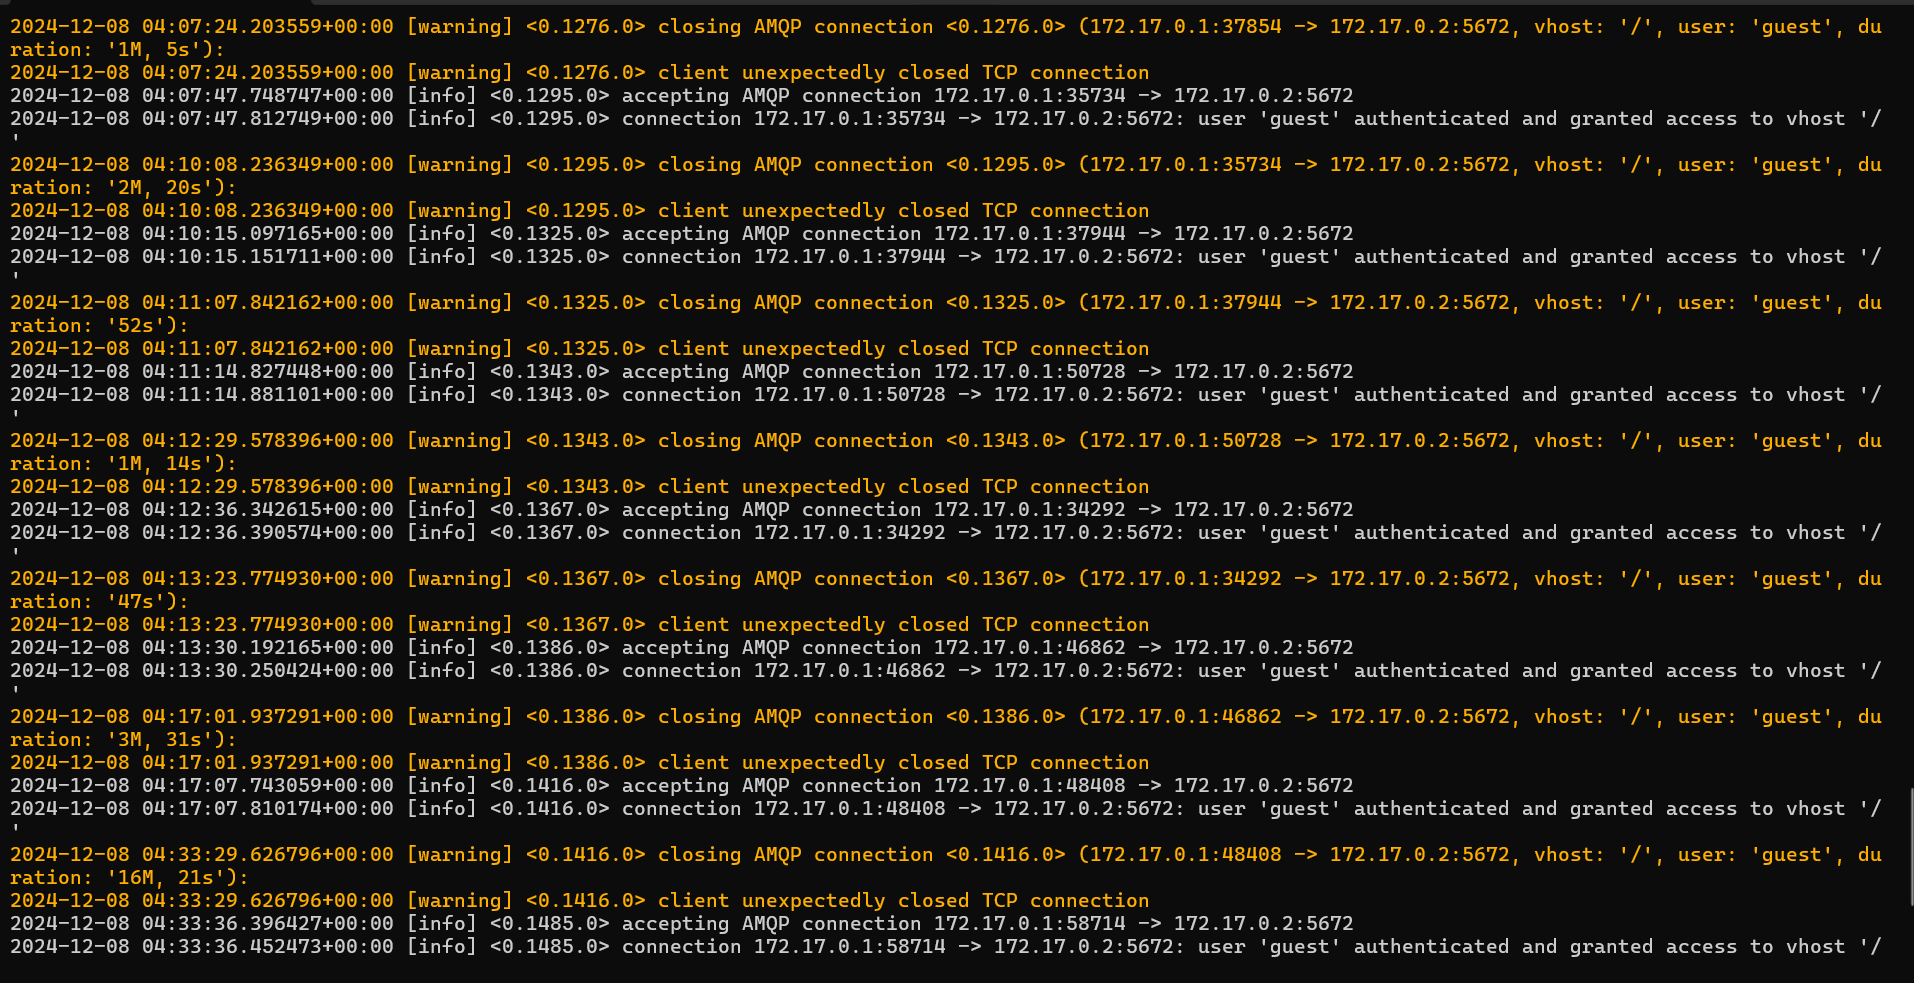 2024-12-08 04:07:24.203559+00:00 [warning] <0.1276.0> closing AMQP connection <0.1276.0> (172.17.0.1:37854 -> 172.17.0.2:5672, vhost: '/', user: 'guest', du
ration: '1M, 5s'):
2024-12-08 04:07:24.203559+00:00 [warning] <0.1276.0> client unexpectedly closed TCP connection
2024-12-08 04:07:47.748747+00:00 [info] <0.1295.0> accepting AMQP connection 172.17.0.1:35734 -> 172.17.0.2:5672
2024-12-08 04:07:47.812749+00:00 [info] <0.1295.0> connection 172.17.0.1:35734 -> 172.17.0.2:5672: user 'guest' authenticated and granted access to vhost '/
'
2024-12-08 04:10:08.236349+00:00 [warning] <0.1295.0> closing AMQP connection <0.1295.0> (172.17.0.1:35734 -> 172.17.0.2:5672, vhost: '/', user: 'guest', du
ration: '2M, 20s'):
2024-12-08 04:10:08.236349+00:00 [warning] <0.1295.0> client unexpectedly closed TCP connection
2024-12-08 04:10:15.097165+00:00 [info] <0.1325.0> accepting AMQP connection 172.17.0.1:37944 -> 172.17.0.2:5672
2024-12-08 04:10:15.151711+00:00 [info] <0.1325.0> connection 172.17.0.1:37944 -> 172.17.0.2:5672: user 'guest' authenticated and granted access to vhost '/
'
2024-12-08 04:11:07.842162+00:00 [warning] <0.1325.0> closing AMQP connection <0.1325.0> (172.17.0.1:37944 -> 172.17.0.2:5672, vhost: '/', user: 'guest', du
ration: '52s'):
2024-12-08 04:11:07.842162+00:00 [warning] <0.1325.0> client unexpectedly closed TCP connection
2024-12-08 04:11:14.827448+00:00 [info] <0.1343.0> accepting AMQP connection 172.17.0.1:50728 -> 172.17.0.2:5672
2024-12-08 04:11:14.881101+00:00 [info] <0.1343.0> connection 172.17.0.1:50728 -> 172.17.0.2:5672: user 'guest' authenticated and granted access to vhost '/
'
2024-12-08 04:12:29.578396+00:00 [warning] <0.1343.0> closing AMQP connection <0.1343.0> (172.17.0.1:50728 -> 172.17.0.2:5672, vhost: '/', user: 'guest', du
ration: '1M, 14s'):
2024-12-08 04:12:29.578396+00:00 [warning] <0.1343.0> client unexpectedly closed TCP connection
2024-12-08 04:12:36.342615+00:00 [info] <0.1367.0> accepting AMQP connection 172.17.0.1:34292 -> 172.17.0.2:5672
2024-12-08 04:12:36.390574+00:00 [info] <0.1367.0> connection 172.17.0.1:34292 -> 172.17.0.2:5672: user 'guest' authenticated and granted access to vhost '/
'
2024-12-08 04:13:23.774930+00:00 [warning] <0.1367.0> closing AMQP connection <0.1367.0> (172.17.0.1:34292 -> 172.17.0.2:5672, vhost: '/', user: 'guest', du
ration: '47s'):
2024-12-08 04:13:23.774930+00:00 [warning] <0.1367.0> client unexpectedly closed TCP connection
2024-12-08 04:13:30.192165+00:00 [info] <0.1386.0> accepting AMQP connection 172.17.0.1:46862 -> 172.17.0.2:5672
2024-12-08 04:13:30.250424+00:00 [info] <0.1386.0> connection 172.17.0.1:46862 -> 172.17.0.2:5672: user 'guest' authenticated and granted access to vhost '/
'
2024-12-08 04:17:01.937291+00:00 [warning] <0.1386.0> closing AMQP connection <0.1386.0> (172.17.0.1:46862 -> 172.17.0.2:5672, vhost: '/', user: 'guest', du
ration: '3M, 31s'):
2024-12-08 04:17:01.937291+00:00 [warning] <0.1386.0> client unexpectedly closed TCP connection
2024-12-08 04:17:07.743059+00:00 [info] <0.1416.0> accepting AMQP connection 172.17.0.1:48408 -> 172.17.0.2:5672
2024-12-08 04:17:07.810174+00:00 [info] <0.1416.0> connection 172.17.0.1:48408 -> 172.17.0.2:5672: user 'guest' authenticated and granted access to vhost '/
'
2024-12-08 04:33:29.626796+00:00 [warning] <0.1416.0> closing AMQP connection <0.1416.0> (172.17.0.1:48408 -> 172.17.0.2:5672, vhost: '/', user: 'guest', du
ration: '16M, 21s'):
2024-12-08 04:33:29.626796+00:00 [warning] <0.1416.0> client unexpectedly closed TCP connection
2024-12-08 04:33:36.396427+00:00 [info] <0.1485.0> accepting AMQP connection 172.17.0.1:58714 -> 172.17.0.2:5672
2024-12-08 04:33:36.452473+00:00 [info] <0.1485.0> connection 172.17.0.1:58714 -> 172.17.0.2:5672: user 'guest' authenticated and granted access to vhost '/